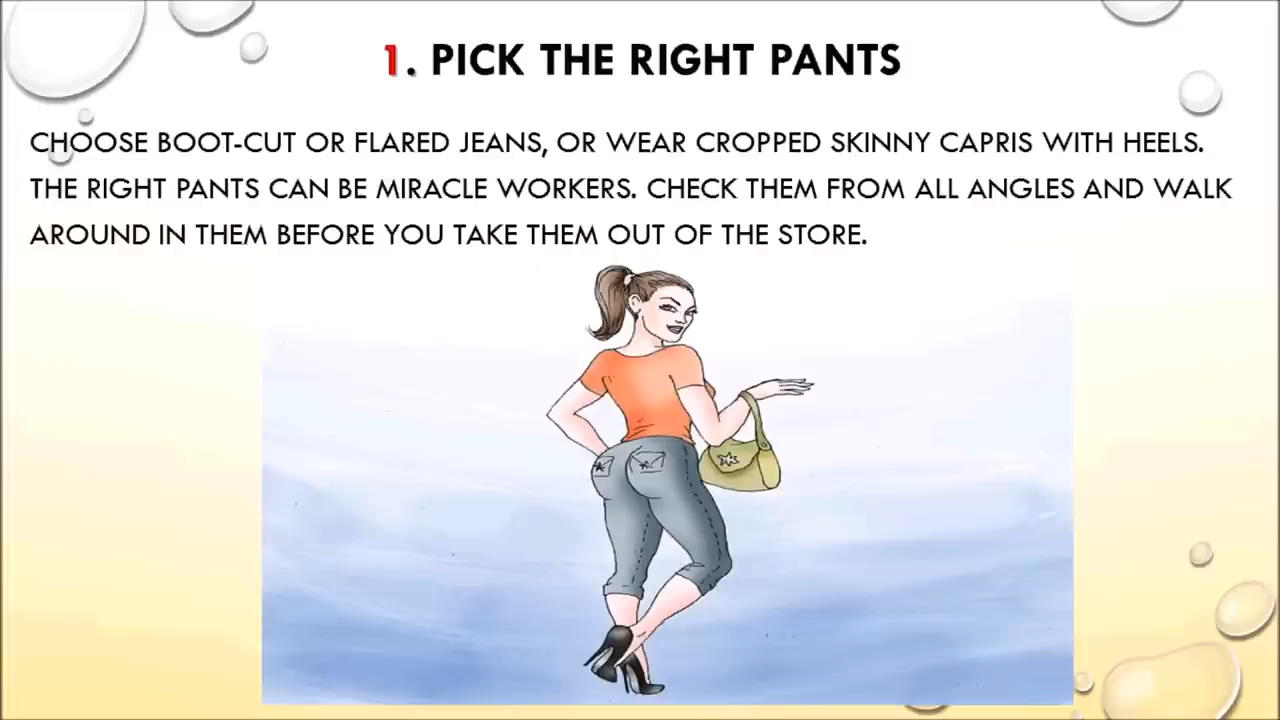 1. PICK THE RIGHT PANTS
CHOOSE BOOT-CUT OR FLARED JEANS, OR WEAR CROPPED SKINNY CAPRIS WITH HEELS.
THE RIGHT PANTS CAN BE MIRACLE WORKERS. CHECK THEM FROM ALL ANGLES AND WALK
AROUND IN THEM BEFORE YOU TAKE THEM OUT OF THE STORE.